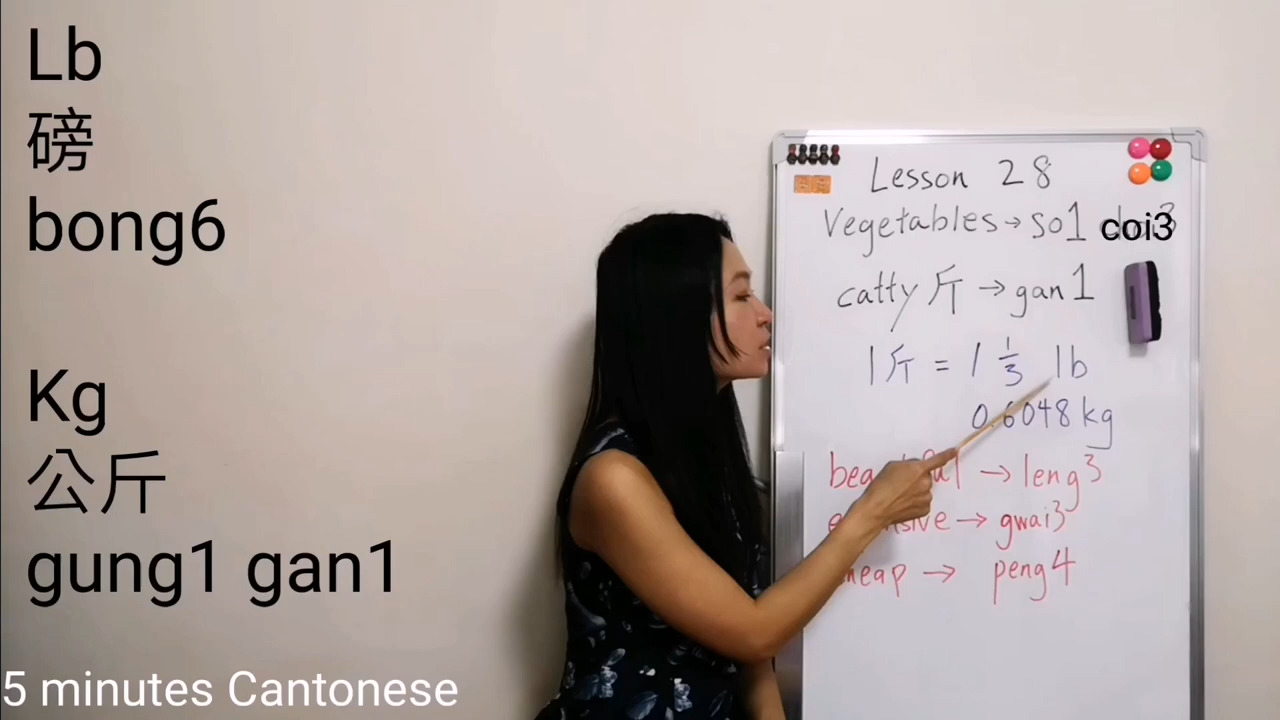 Lb
磅
bong6
Kg
公斤
gung1 gan1
5 minutes Cantonese
Lesson 28
Vegetables → so1 coi3
catty 斤 → gan1
1斤 = 1 1/3 lb
0.6048 kg
→ leng3
→ gwai3
→ peng4